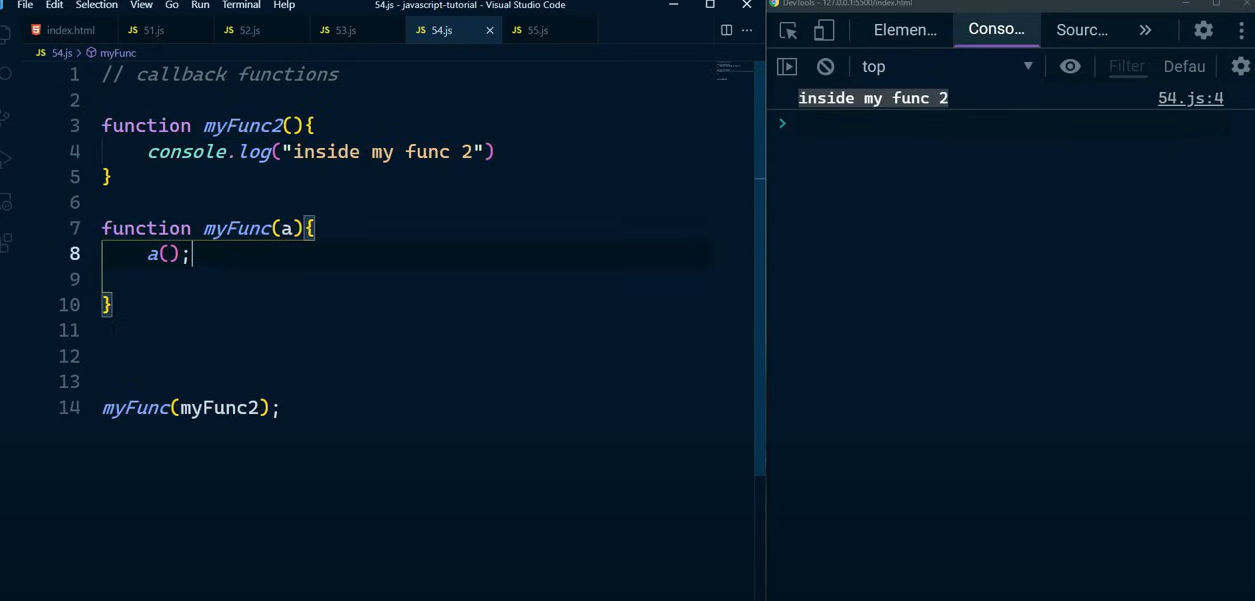 File Edit Selection View Go Run Terminal Help 54.js - javascript-tutorial - Visual Studio Code
index.html JS 51.js JS 52.js JS 53.js JS 54.js JS 55.js
JS 54.js > myFunc
1 // callback functions
2
3 function myFunc2(){
4 console.log("inside my func 2")
5 }
6
7 function myFunc(a){
8 a();
9
10 }
11
12
13
14 myFunc(myFunc2);
DevTools - 127.0.0.1:5500/index.html
Elemen... Conso... Sourc...
top Filter Defau
inside my func 2 54.js:4